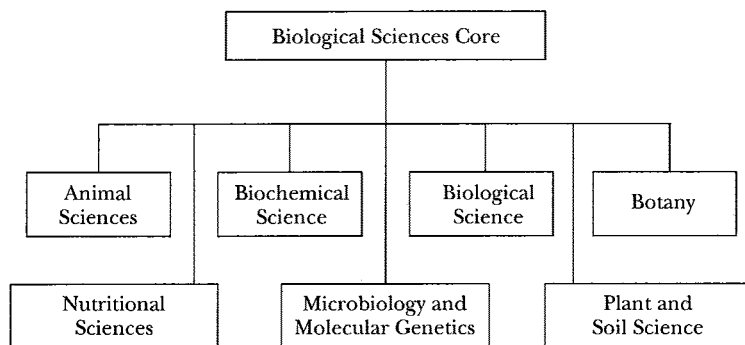 Biological Sciences Core
Animal
Sciences
Biochemical
Science
Biological
Science
Botany
Nutritional
Sciences
Microbiology and
Molecular Genetics
Plant and
Soil Science